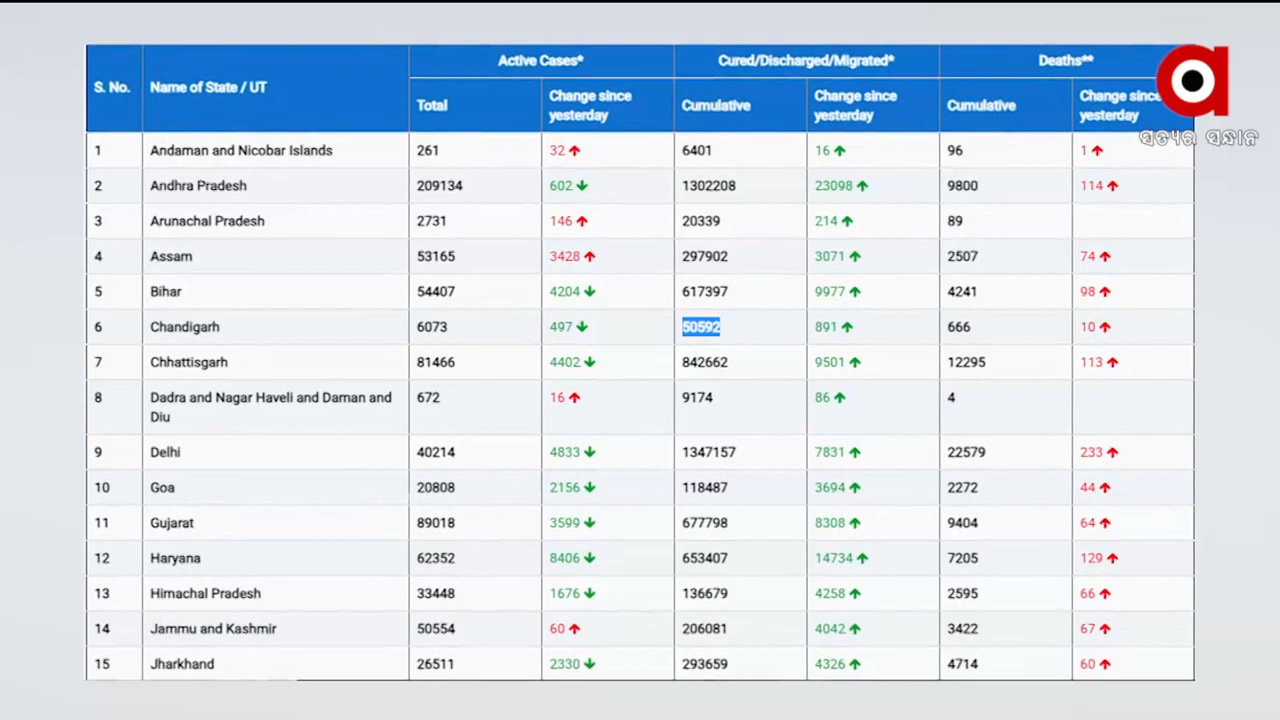 S. No. Name of State / UT Active Cases* Cured/Discharged/Migrated* Deaths**
Total Change since yesterday Cumulative Change since yesterday Cumulative Change since yesterday
ସତ୍ୟର ସନ୍ଧାନ
1 Andaman and Nicobar Islands 261 32 ↑ 6401 16 ↑ 96 1 ↑
2 Andhra Pradesh 209134 602 ↓ 1302208 23098 ↑ 9800 114 ↑
3 Arunachal Pradesh 2731 146 ↑ 20339 214 ↑ 89
4 Assam 53165 3428 ↑ 297902 3071 ↑ 2507 74 ↑
5 Bihar 54407 4204 ↓ 617397 9977 ↑ 4241 98 ↑
6 Chandigarh 6073 497 ↓ 50592 891 ↑ 666 10 ↑
7 Chhattisgarh 81466 4402 ↓ 842662 9501 ↑ 12295 113 ↑
8 Dadra and Nagar Haveli and Daman and Diu 672 16 ↑ 9174 86 ↑ 4
9 Delhi 40214 4833 ↓ 1347157 7831 ↑ 22579 233 ↑
10 Goa 20808 2156 ↓ 118487 3694 ↑ 2272 44 ↑
11 Gujarat 89018 3599 ↓ 677798 8308 ↑ 9404 64 ↑
12 Haryana 62352 8406 ↓ 653407 14734 ↑ 7205 129 ↑
13 Himachal Pradesh 33448 1676 ↓ 136679 4258 ↑ 2595 66 ↑
14 Jammu and Kashmir 50554 60 ↑ 206081 4042 ↑ 3422 67 ↑
15 Jharkhand 26511 2330 ↓ 293659 4326 ↑ 4714 60 ↑